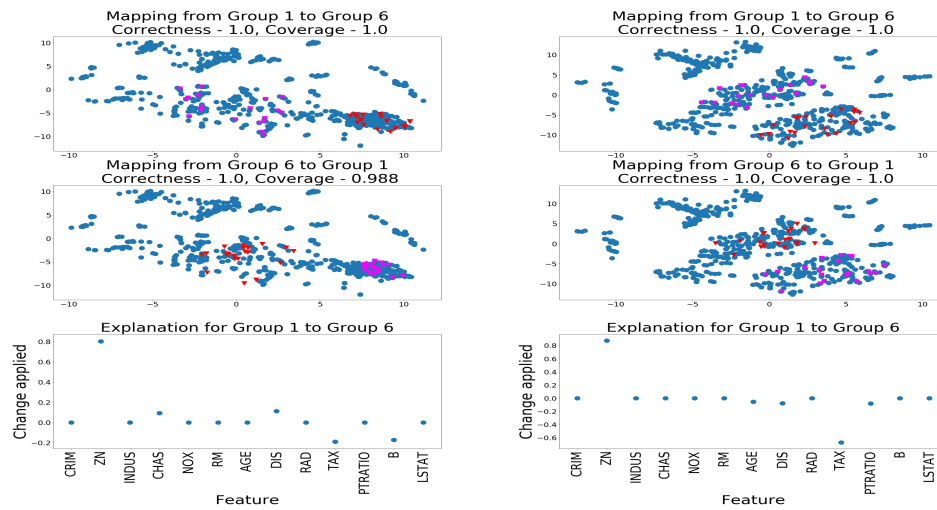 Mapping from Group 1 to Group 6
Correctness - 1.0, Coverage - 1.0
10
5
0
−5
−10
−10
−5
0
5
10
Mapping from Group 6 to Group 1
Correctness - 1.0, Coverage - 0.988
10
5
0
−5
−10
−10
−5
0
5
10
Explanation for Group 1 to Group 6
Change applied
0.8
0.6
0.4
0.2
0.0
−0.2
CRIM
ZN
INDUS
CHAS
NOX
RM
AGE
DIS
RAD
TAX
PTRATIO
B
LSTAT
Feature
Mapping from Group 1 to Group 6
Correctness - 1.0, Coverage - 1.0
10
5
0
−5
−10
−10
−5
0
5
Mapping from Group 6 to Group 1
Correctness - 1.0, Coverage - 1.0
10
5
0
−5
−10
−10
−5
0
5
Explanation for Group 1 to Group 6
Change applied
0.8
0.6
0.4
0.2
0.0
−0.2
−0.4
−0.6
CRIM
ZN
INDUS
CHAS
NOX
RM
AGE
DIS
RAD
TAX
PTRATIO
B
LSTAT
Feature